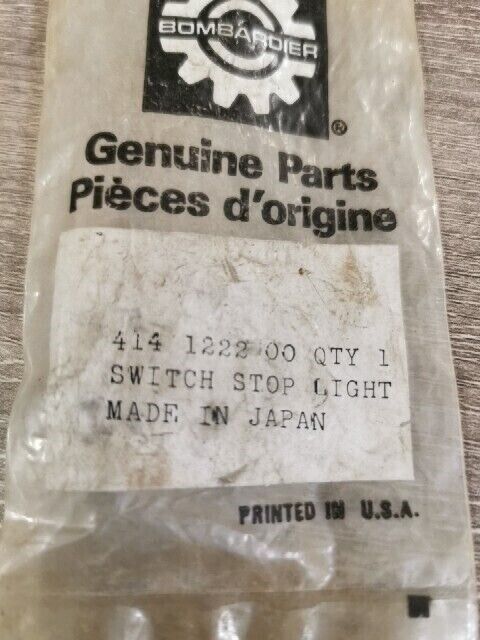 BOMBARDIER
®
Genuine Parts
Pièces d'origine
414 1222 00 QTY 1
SWITCH STOP LIGHT
MADE IN JAPAN
PRINTED IN U.S.A.